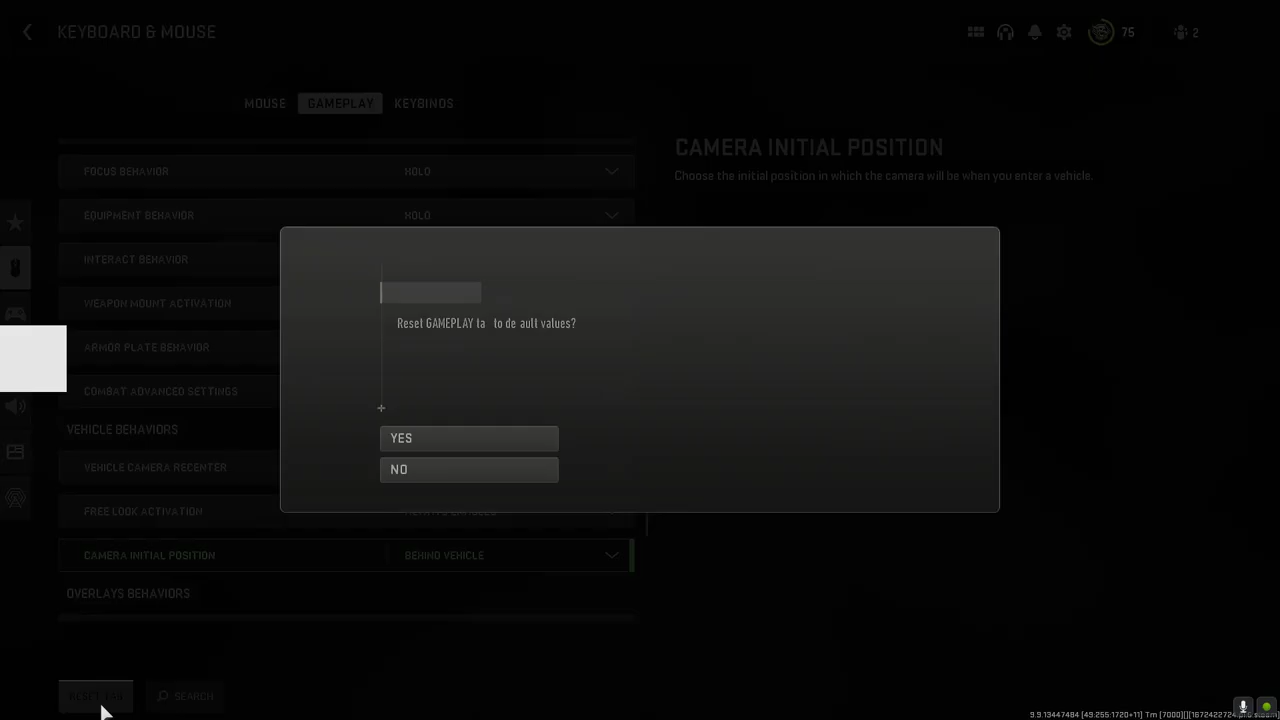 KEYBOARD & MOUSE
75
2
MOUSE
GAMEPLAY
KEYBINDS
FOCUS BEHAVIOR
HOLD
EQUIPMENT BEHAVIOR
HOLD
INTERACT BEHAVIOR
WEAPON MOUNT ACTIVATION
ARMOR PLATE BEHAVIOR
COMBAT ADVANCED SETTINGS
VEHICLE BEHAVIORS
VEHICLE CAMERA RECENTER
FREE LOOK ACTIVATION
CAMERA INITIAL POSITION
BEHIND VEHICLE
OVERLAYS BEHAVIORS
CAMERA INITIAL POSITION
Choose the initial position in which the camera will be when you enter a vehicle.
Reset GAMEPLAY ta to de ault values?
YES
NO
RESET TAB
SEARCH